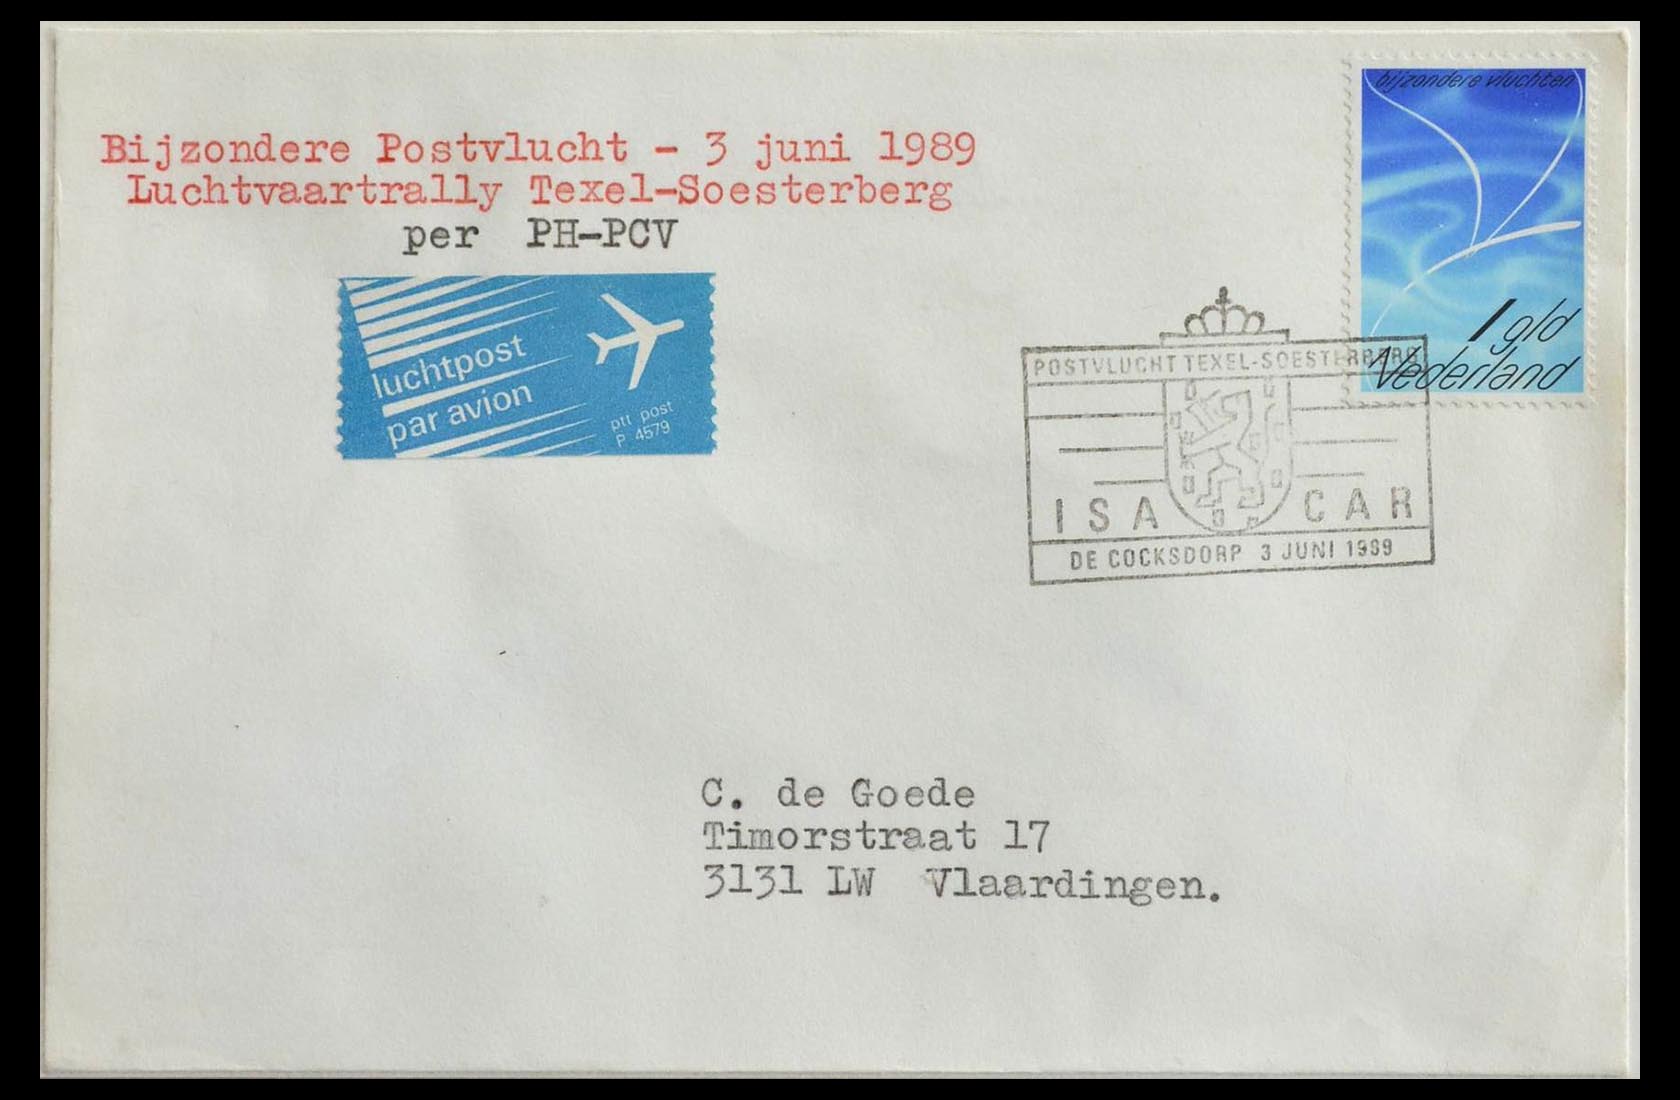 Bijzondere Postvlucht - 3 juni 1989
Luchtvaartrally Texel-Soesterberg
per PH-PCV
luchtpost
par avion
ptt post
P 4579
bijzondere vluchten
1 gld
Nederland
POSTVLUCHT TEXEL-SOESTERBERG
ISA CAR
DE COCKSDORP 3 JUNI 1989
C. de Goede
Timorstraat 17
3131 LW Vlaardingen.